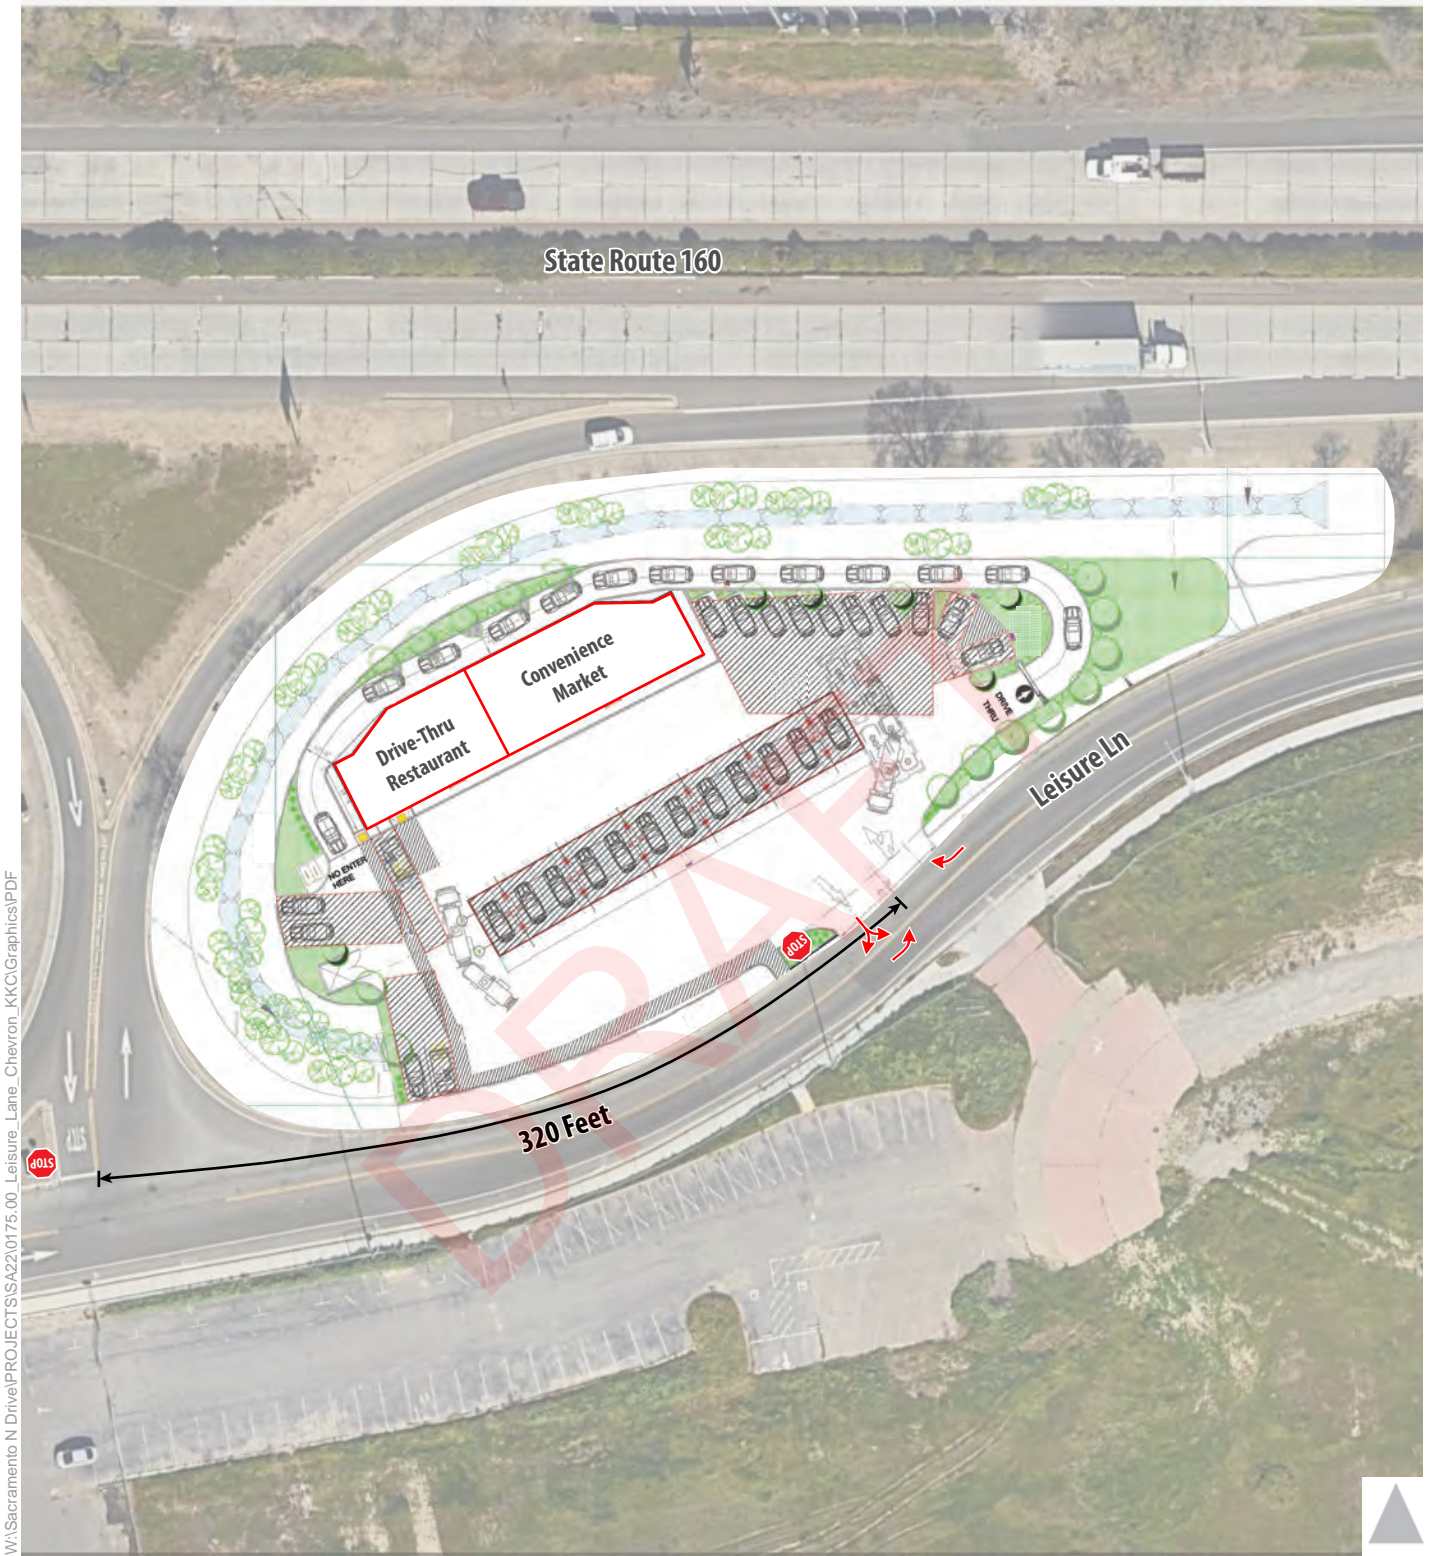 State Route 160
Convenience
Market
Drive-Thru
Restaurant
DRIVE
THRU
Leisure Ln
NO ENTER
HERE
STOP
320 Feet
STOP
STOP
DRAFT
W:\Sacramento N Drive\PROJECTS\SA22\0175.00_Leisure_Lane_Chevron_KKC\Graphics\PDF